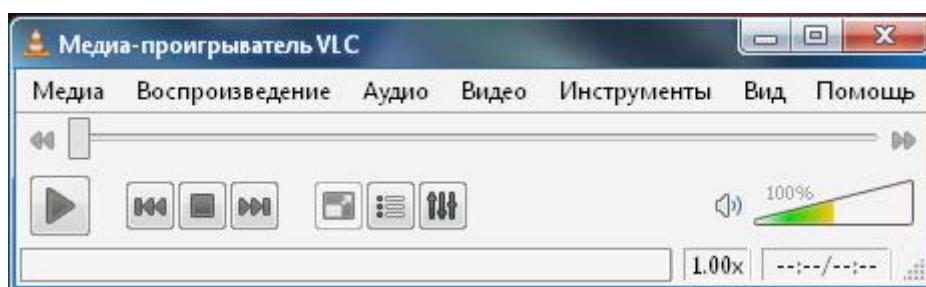 Медиа-проигрыватель VLC
Медиа Воспроизведение Аудио Видео Инструменты Вид Помощь
100%
1.00x --:--/--:--